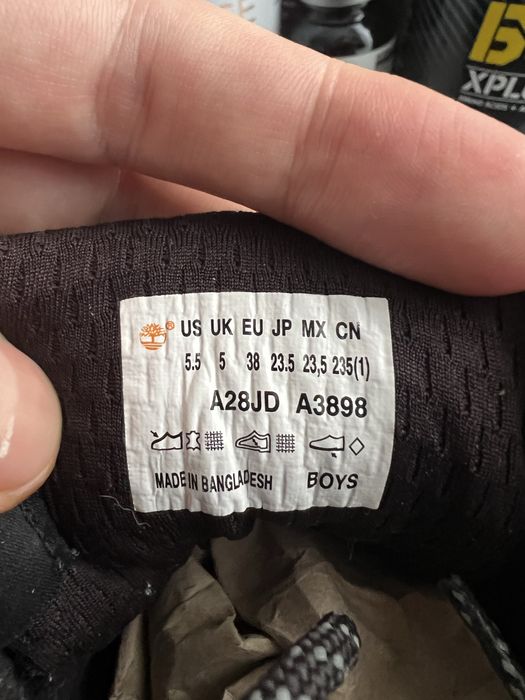 XPL
® US UK EU JP MX CN
5.5 5 38 23.5 23,5 235(1)
A28JD A3898
MADE IN BANGLADESH BOYS